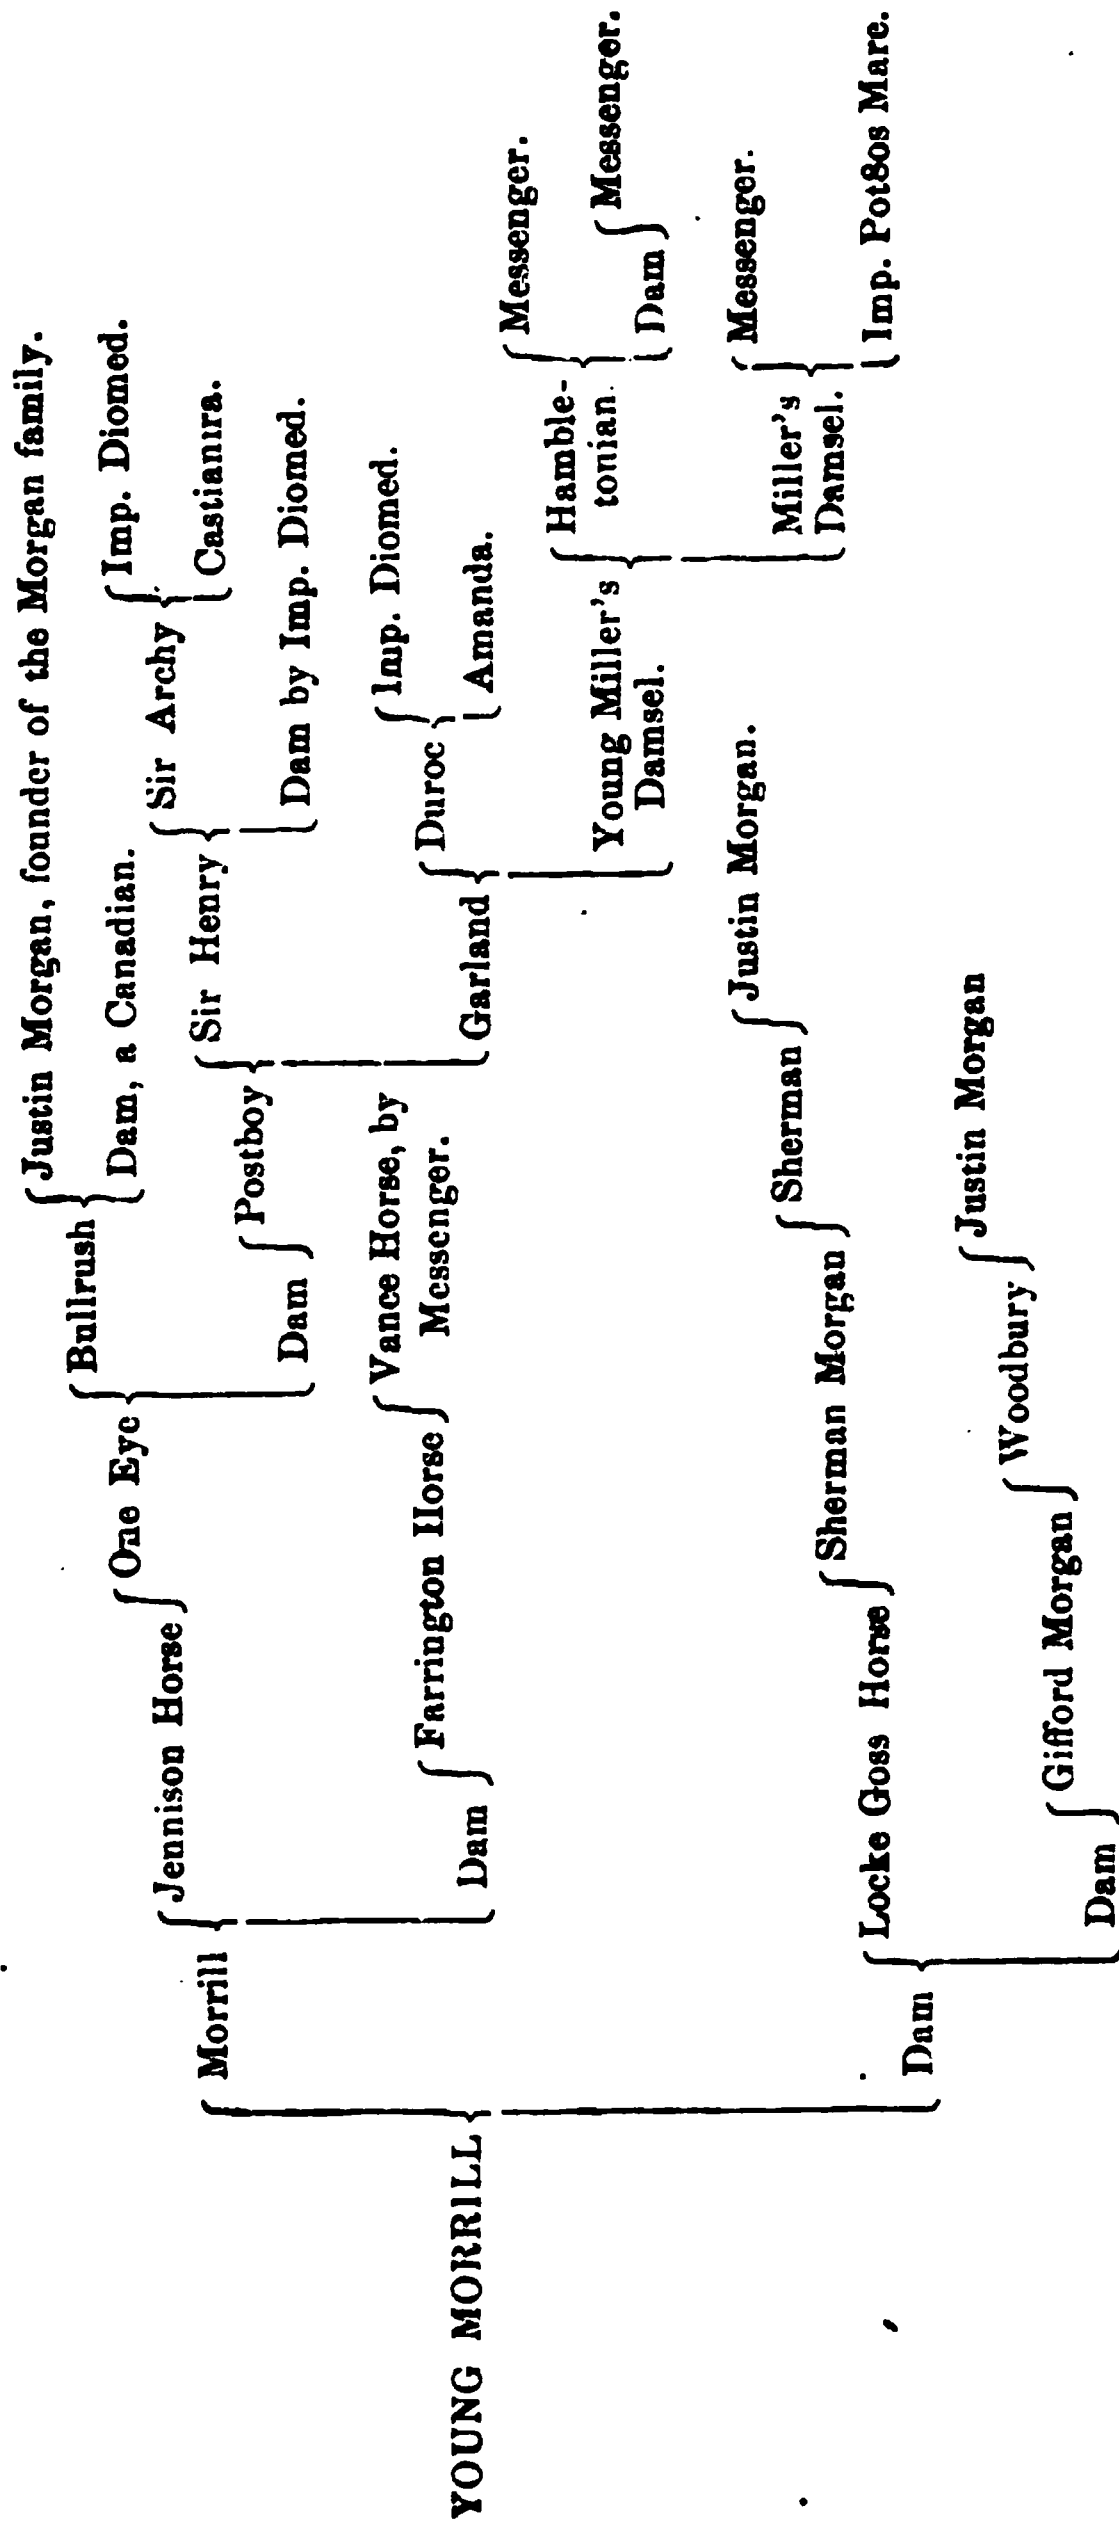 Justin Morgan, founder of the Morgan family.
Bullrush
Dam, a Canadian.
Imp. Diomed.
One Eye
Sir Archy
Castianira.
Jennison Horse
Sir Henry
Postboy
Dam by Imp. Diomed.
Dam
Morrill
Imp. Diomed.
Vance Horse, by
Messenger.
Duroc
Amanda.
Farrington Horse
Garland
Dam
Messenger.
YOUNG MORRILL
Hamble-
tonian.
Messenger.
Dam
Young Miller's
Damsel.
Messenger.
Miller's
Damsel.
Imp. Pot8os Mare.
Justin Morgan.
Sherman
Sherman Morgan
Locke Goss Horse
Dam
Justin Morgan
Woodbury
Gifford Morgan
Dam